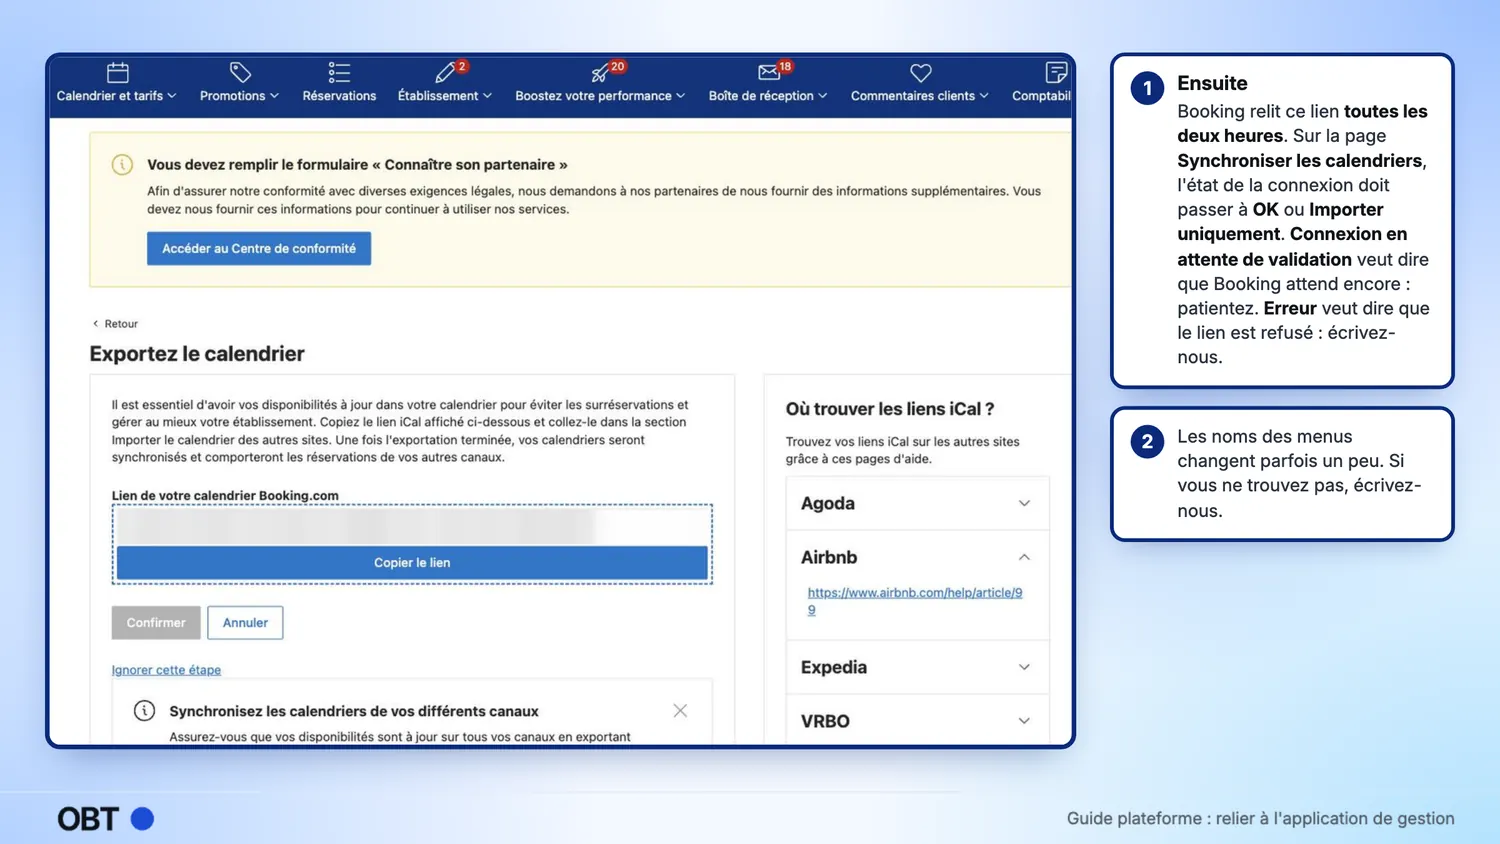 2
20
18
Calendrier et tarifs
Promotions
Réservations
Établissement
Boostez votre performance
Boîte de réception
Commentaires clients
Comptabil
Vous devez remplir le formulaire « Connaître son partenaire »
Afin d'assurer notre conformité avec diverses exigences légales, nous demandons à nos partenaires de nous fournir des informations supplémentaires. Vous
devez nous fournir ces informations pour continuer à utiliser nos services.
Accéder au Centre de conformité
Retour
Exportez le calendrier
Il est essentiel d'avoir vos disponibilités à jour dans votre calendrier pour éviter les surréservations et
gérer au mieux votre établissement. Copiez le lien iCal affiché ci-dessous et collez-le dans la section
Importer le calendrier des autres sites. Une fois l'exportation terminée, vos calendriers seront
synchronisés et comporteront les réservations de vos autres canaux.
Lien de votre calendrier Booking.com
Copier le lien
Confirmer
Annuler
Ignorer cette étape
Synchronisez les calendriers de vos différents canaux
Assurez-vous que vos disponibilités sont à jour sur tous vos canaux en exportant
Où trouver les liens iCal ?
Trouvez vos liens iCal sur les autres sites
grâce à ces pages d'aide.
Agoda
Airbnb
https://www.airbnb.com/help/article/9
9
Expedia
VRBO
1
Ensuite
Booking relit ce lien toutes les
deux heures. Sur la page
Synchroniser les calendriers,
l'état de la connexion doit
passer à OK ou Importer
uniquement. Connexion en
attente de validation veut dire
que Booking attend encore :
patientez. Erreur veut dire que
le lien est refusé : écrivez-
nous.
2
Les noms des menus
changent parfois un peu. Si
vous ne trouvez pas, écrivez-
nous.
OBT
Guide plateforme : relier à l'application de gestion